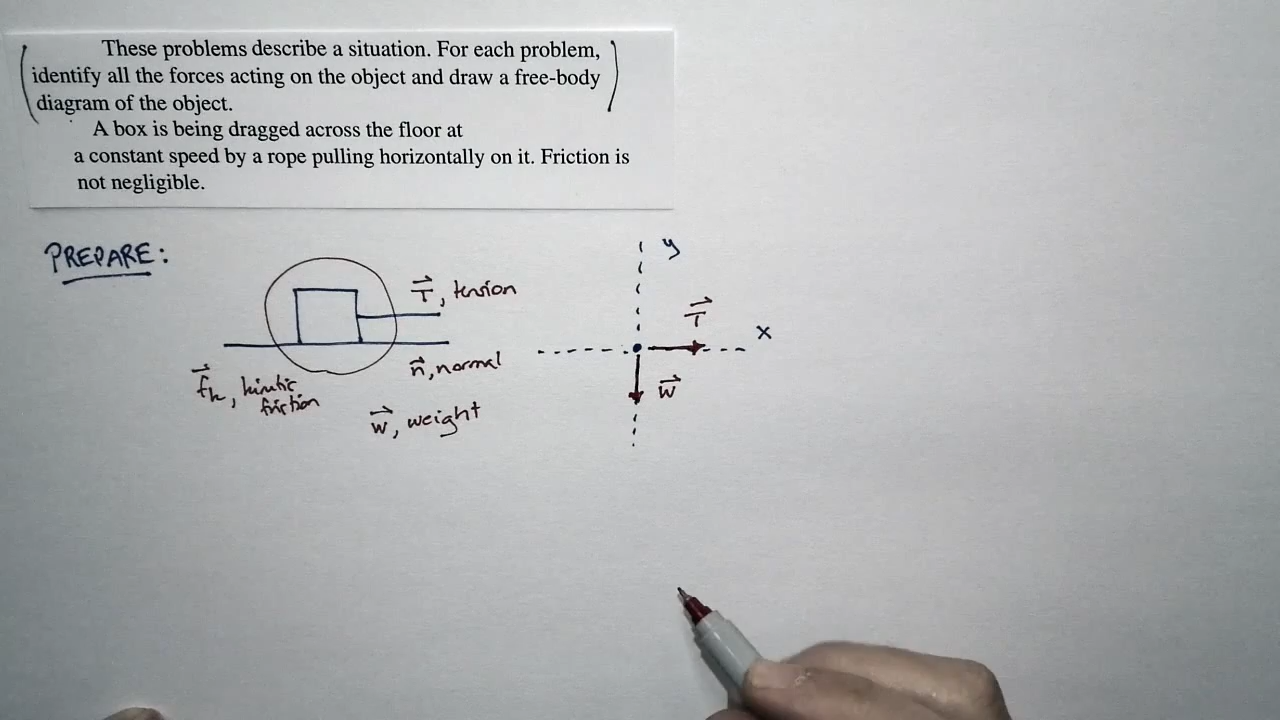 These problems describe a situation. For each problem,
identify all the forces acting on the object and draw a free-body
diagram of the object.
A box is being dragged across the floor at
a constant speed by a rope pulling horizontally on it. Friction is
not negligible.
PREPARE:
T, tension
n, normal
fk, kinetic
friction
w, weight
y
T
x
w